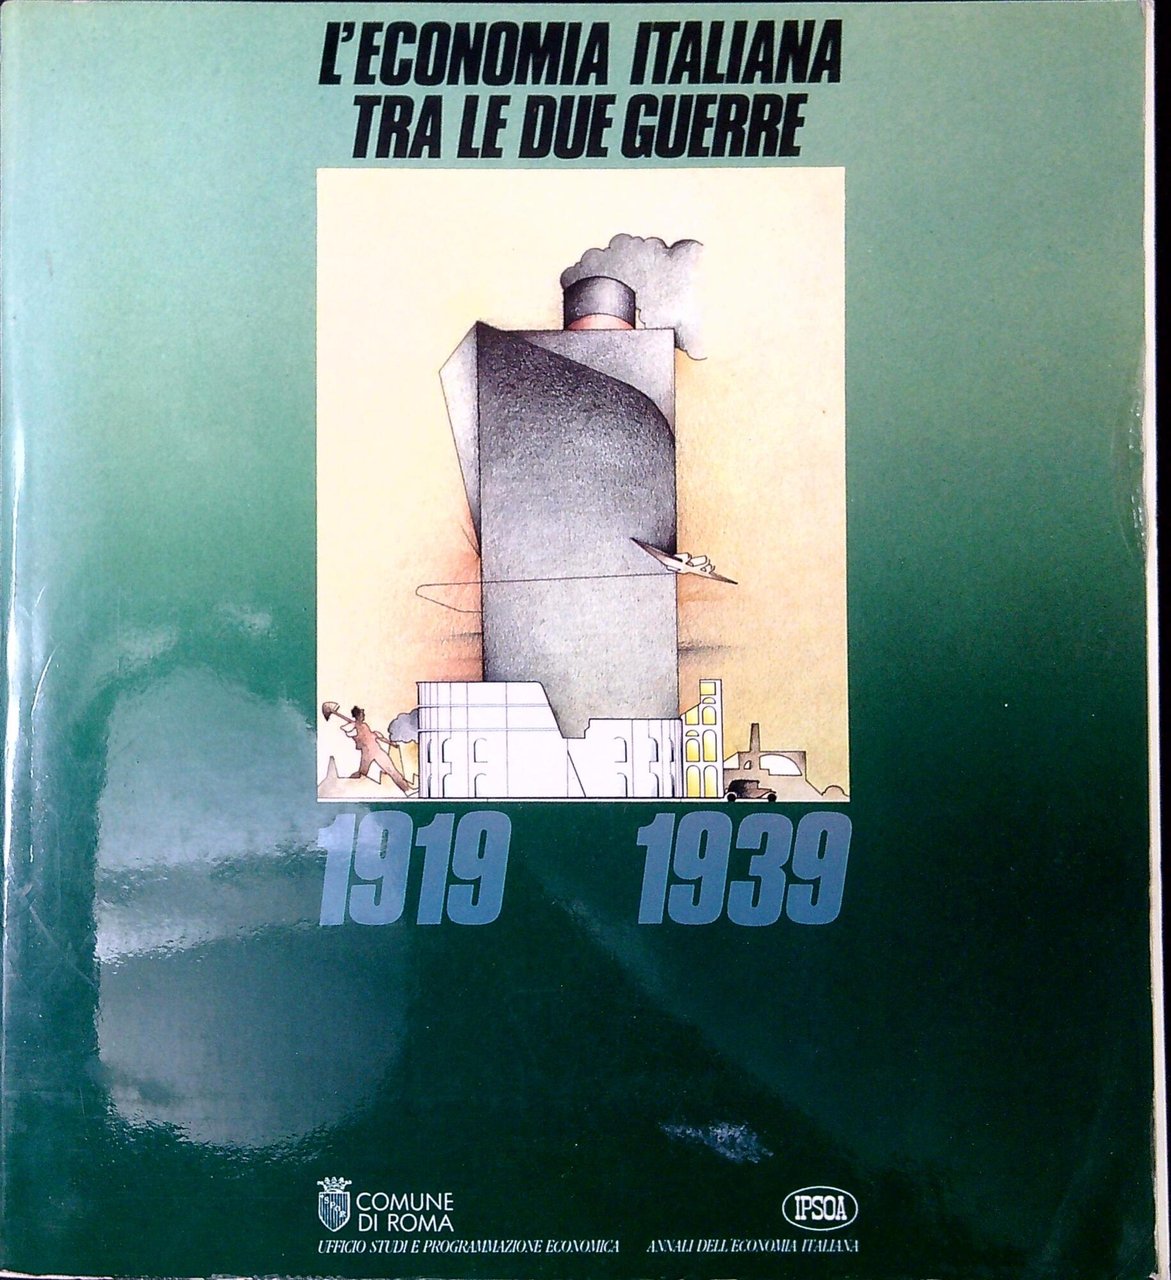 L'ECONOMIA ITALIANA
TRA LE DUE GUERRE
1919 1939
SPQR
COMUNE
DI ROMA
IPSOA
UFFICIO STUDI E PROGRAMMAZIONE ECONOMICA
ANNALI DELL'ECONOMIA ITALIANA